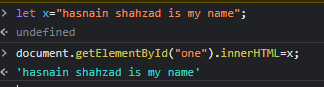 > let x="hasnain shahzad is my name";
< undefined
> document.getElementById("one").innerHTML=x;
< 'hasnain shahzad is my name'